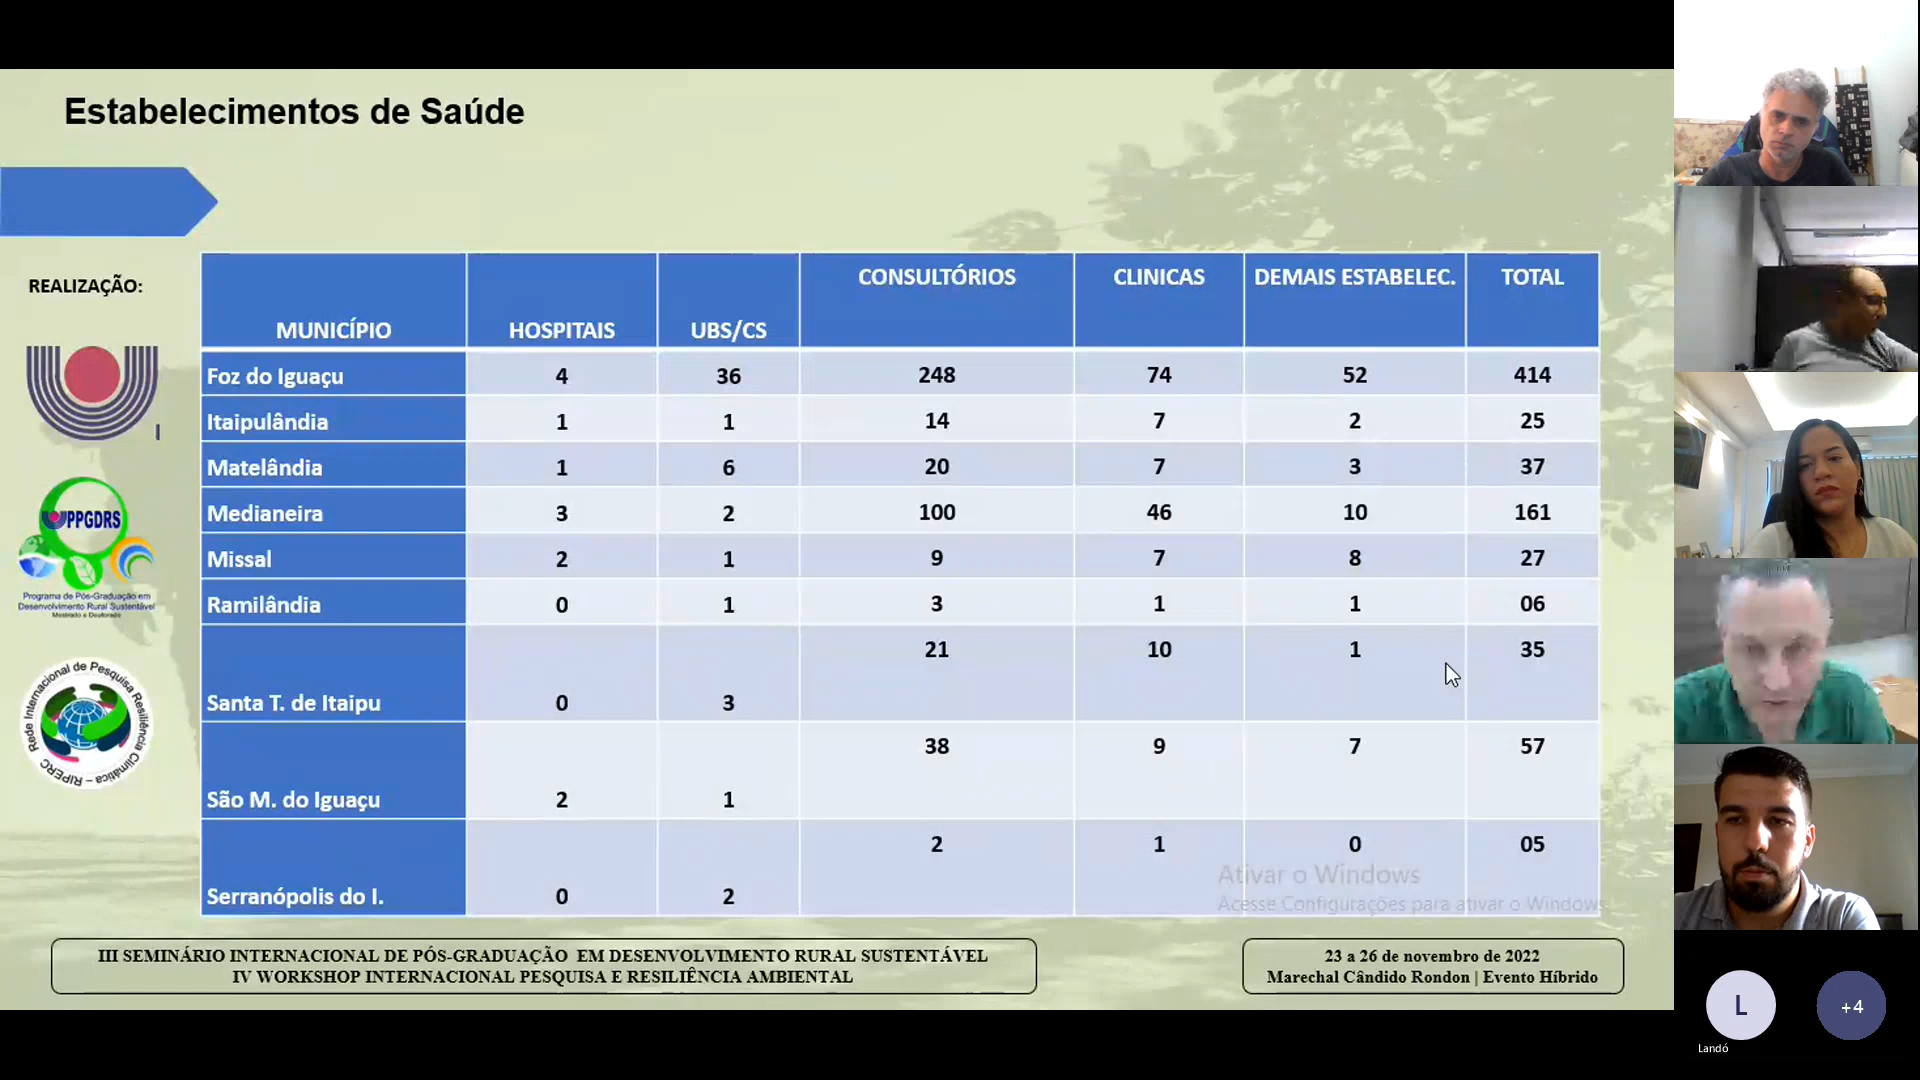 Estabelecimentos de Saúde
REALIZAÇÃO:
MUNICÍPIO HOSPITAIS UBS/CS CONSULTÓRIOS CLINICAS DEMAIS ESTABELEC. TOTAL
Foz do Iguaçu 4 36 248 74 52 414
Itaipulândia 1 1 14 7 2 25
Matelândia 1 6 20 7 3 37
Medianeira 3 2 100 46 10 161
Missal 2 1 9 7 8 27
Ramilândia 0 1 3 1 1 06
Santa T. de Itaipu 0 3 21 10 1 35
São M. do Iguaçu 2 1 38 9 7 57
Serranópolis do I. 0 2 2 1 0 05
PPGDRS
Programa de Pós-Graduação em
Desenvolvimento Rural Sustentável
Mestrado e Doutorado
Rede Internacional de Pesquisa Resiliência Climática – RIPERC
Ativar o Windows
Acesse Configurações para ativar o Windows
III SEMINÁRIO INTERNACIONAL DE PÓS-GRADUAÇÃO EM DESENVOLVIMENTO RURAL SUSTENTÁVEL
IV WORKSHOP INTERNACIONAL PESQUISA E RESILIÊNCIA AMBIENTAL
23 a 26 de novembro de 2022
Marechal Cândido Rondon | Evento Híbrido
L
+4
Landó